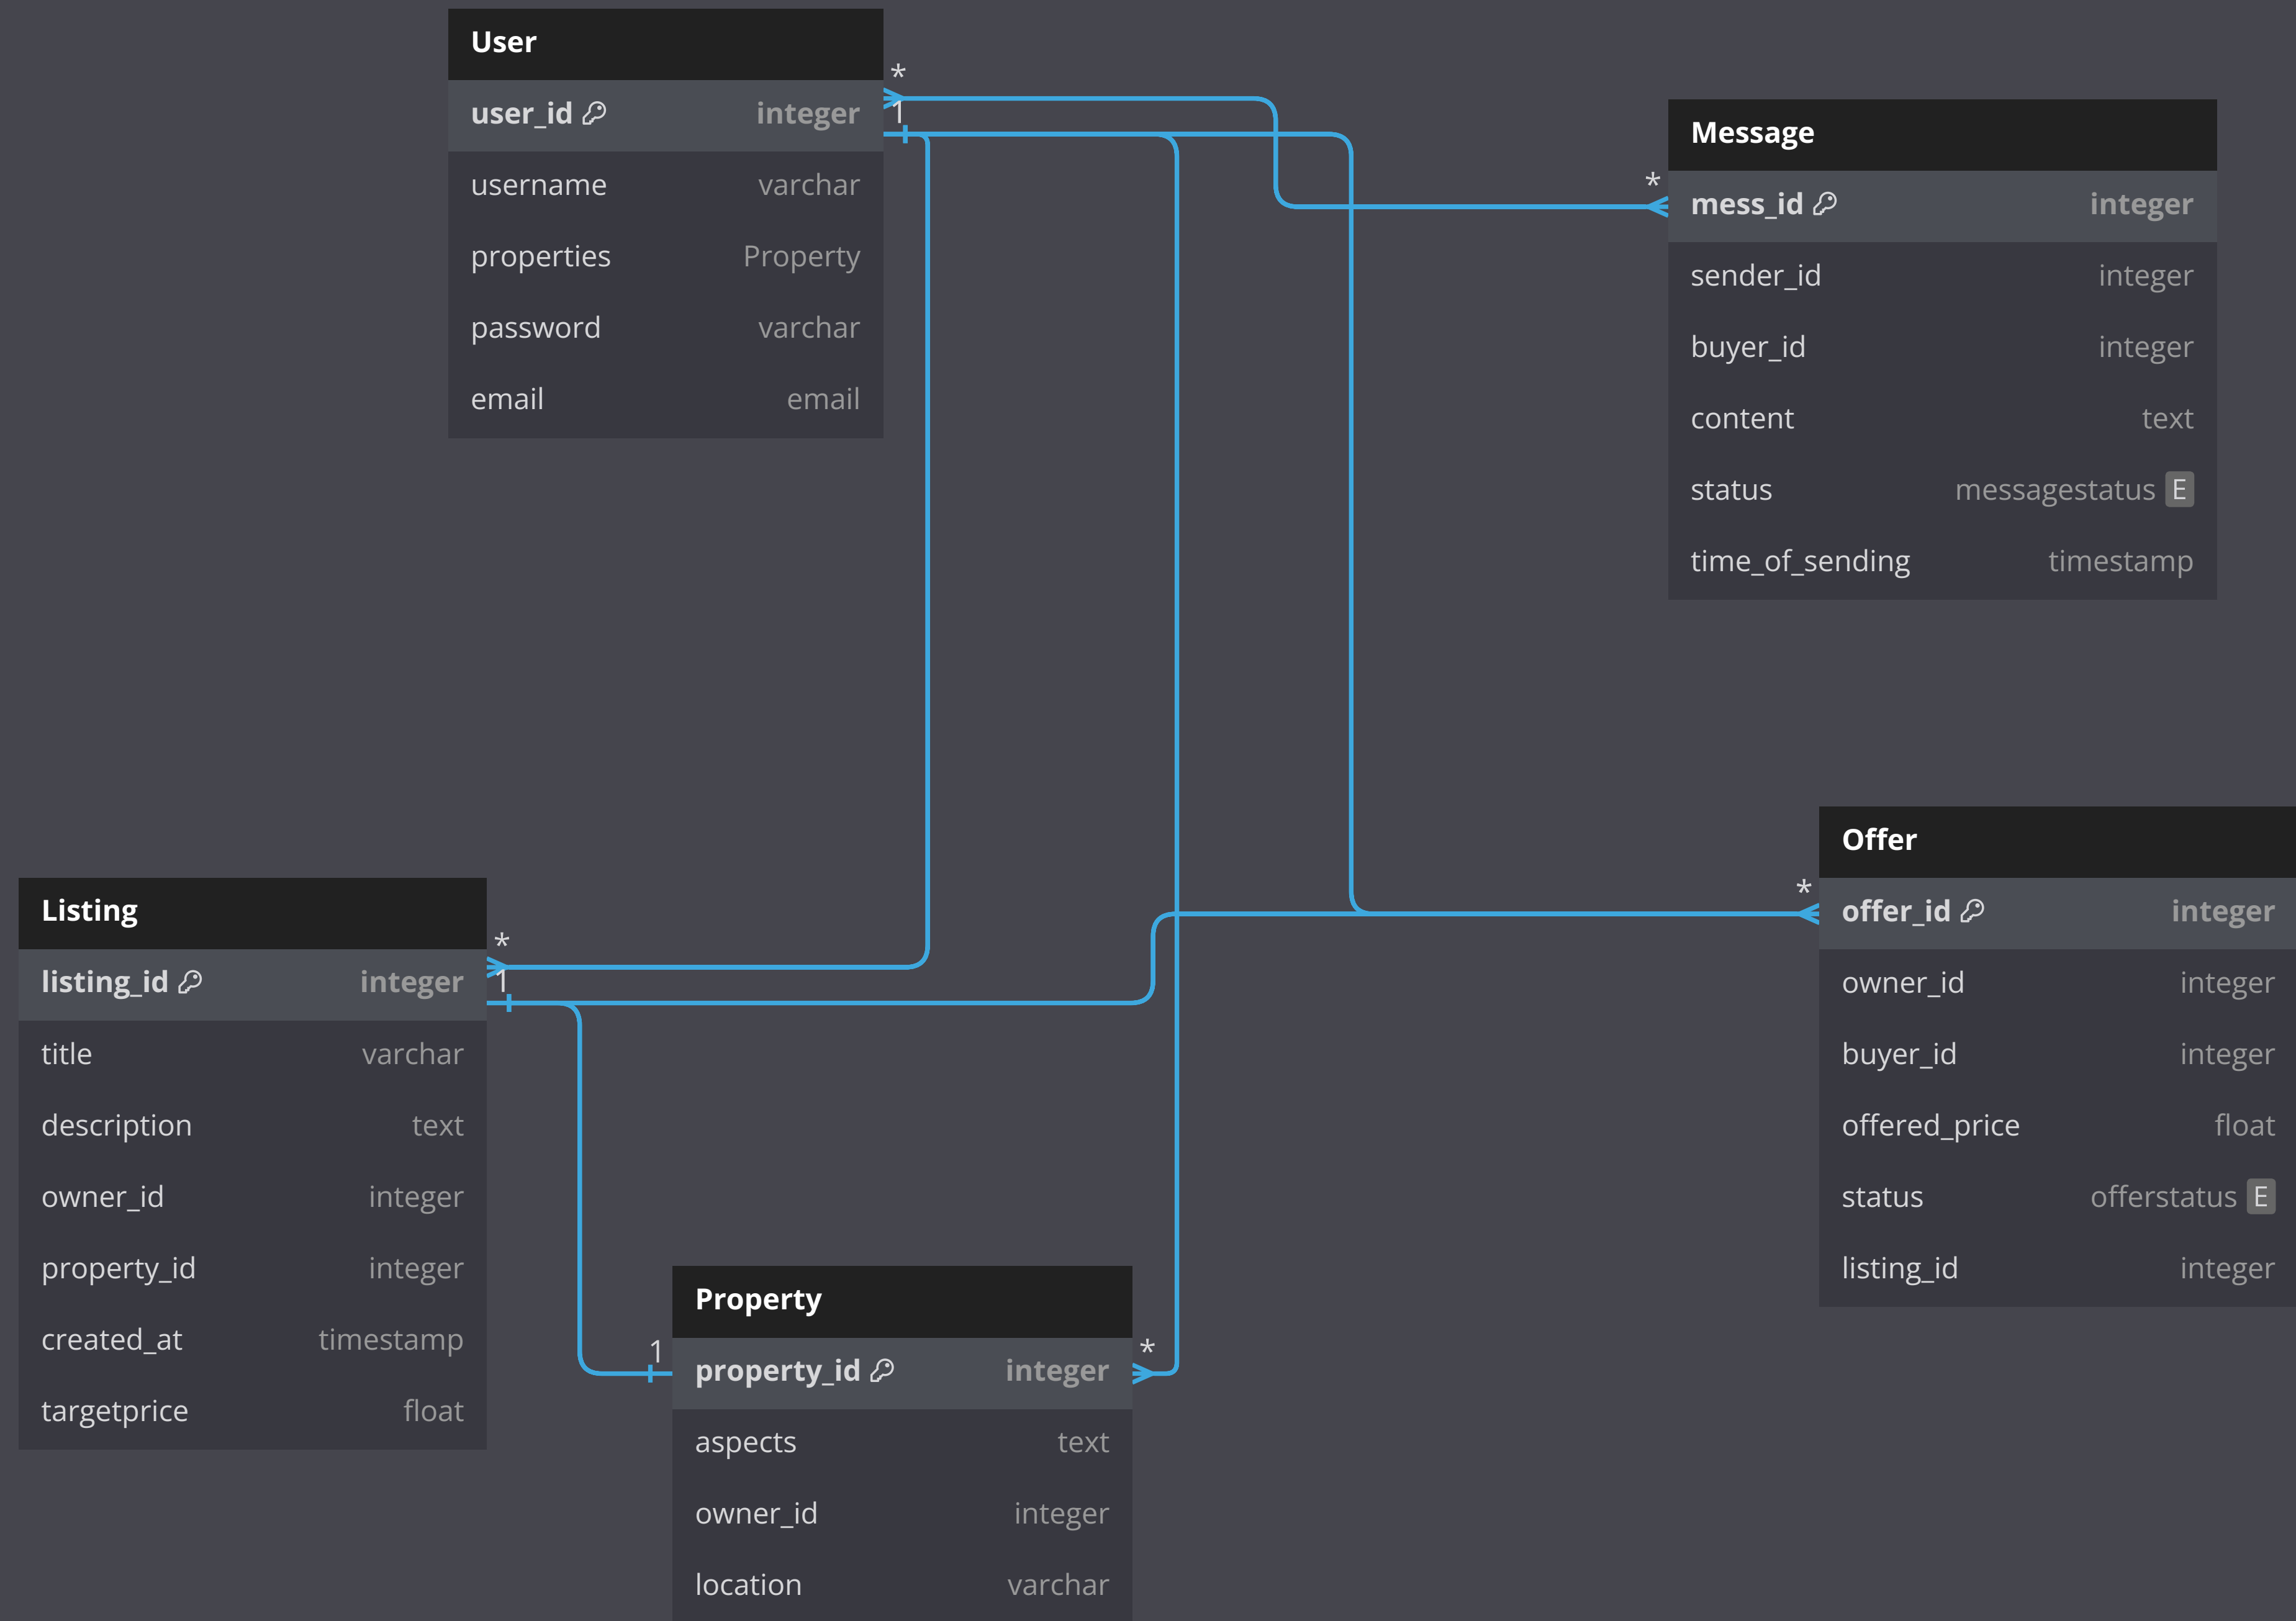 User
user_id integer
username varchar
properties Property
password varchar
email email
*
1
Message
*
mess_id integer
sender_id integer
buyer_id integer
content text
status messagestatus E
time_of_sending timestamp
Listing
*
listing_id integer
1
title varchar
description text
owner_id integer
property_id integer
created_at timestamp
targetprice float
Property
1
*
property_id integer
aspects text
owner_id integer
location varchar
Offer
*
offer_id integer
owner_id integer
buyer_id integer
offered_price float
status offerstatus E
listing_id integer